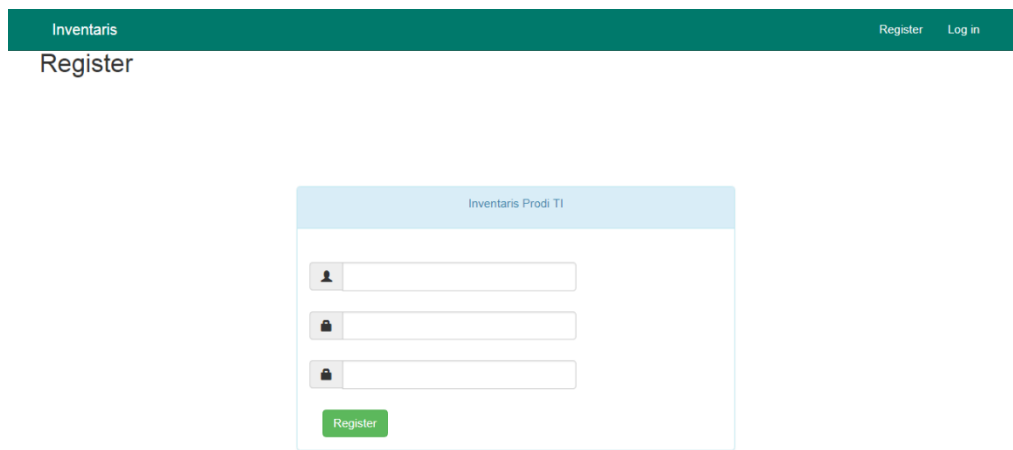 Inventaris Register Log in
Register
Inventaris Prodi TI
Register